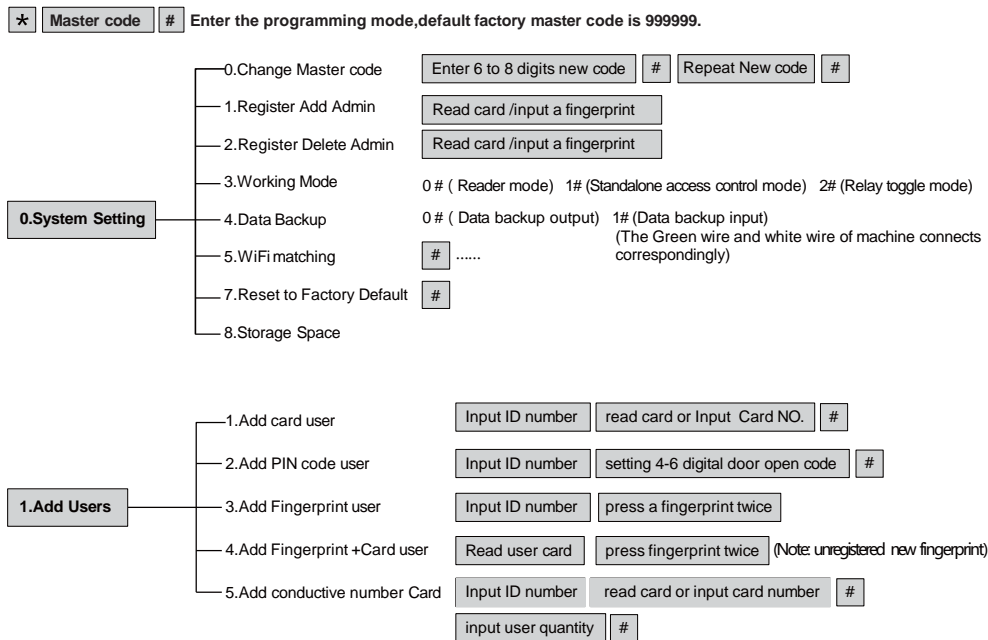 * Master code # Enter the programming mode,default factory master code is 999999.
0.Change Master code Enter 6 to 8 digits new code # Repeat New code #
1.Register Add Admin Read card /input a fingerprint
2.Register Delete Admin Read card /input a fingerprint
3.Working Mode 0 # ( Reader mode) 1# (Standalone access control mode) 2# (Relay toggle mode)
0.System Setting 4.Data Backup 0 # ( Data backup output) 1# (Data backup input)
(The Green wire and white wire of machine connects
correspondingly)
5.WiFi matching # ......
7.Reset to Factory Default #
8.Storage Space
1.Add card user Input ID number read card or Input Card NO. #
2.Add PIN code user Input ID number setting 4-6 digital door open code #
1.Add Users 3.Add Fingerprint user Input ID number press a fingerprint twice
4.Add Fingerprint +Card user Read user card press fingerprint twice (Note: unregistered new fingerprint)
5.Add conductive number Card Input ID number read card or input card number #
input user quantity #